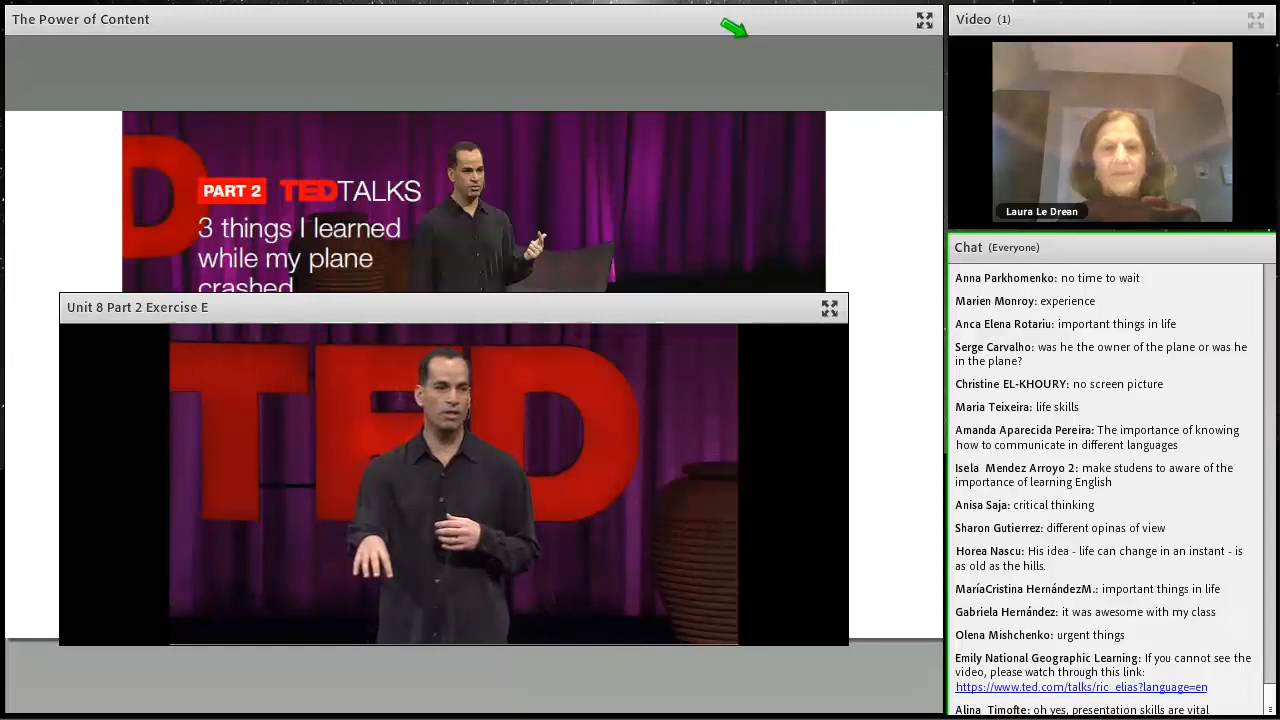 The Power of Content
PART 2 TEDTALKS
3 things I learned
while my plane
crashed
Unit 8 Part 2 Exercise E
TED
Video (1)
Laura Le Drean
Chat (Everyone)
Anna Parkhomenko: no time to wait
Marien Monroy: experience
Anca Elena Rotariu: important things in life
Serge Carvalho: was he the owner of the plane or was he
in the plane?
Christine EL-KHOURY: no screen picture
Maria Teixeira: life skills
Amanda Aparecida Pereira: The importance of knowing
how to communicate in different languages
Isela Mendez Arroyo 2: make studens to aware of the
importance of learning English
Anisa Saja: critical thinking
Sharon Gutierrez: different opinas of view
Horea Nascu: His idea - life can change in an instant - is
as old as the hills.
MaríaCristina HernándezM.: important things in life
Gabriela Hernández: it was awesome with my class
Olena Mishchenko: urgent things
Emily National Geographic Learning: If you cannot see the
video, please watch through this link:
https://www.ted.com/talks/ric_elias?language=en
Alina Timofte: oh yes, presentation skills are vital